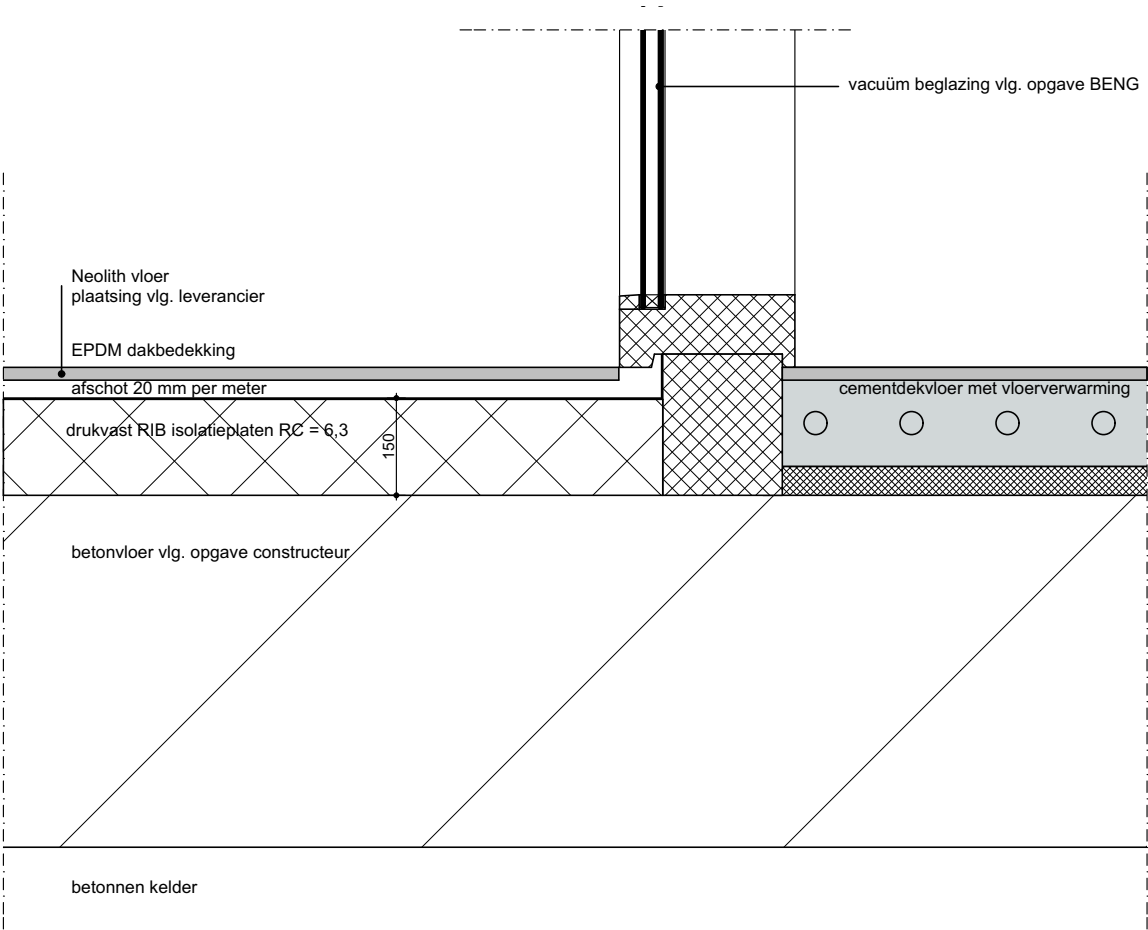 vacuüm beglazing vlg. opgave BENG
Neolith vloer
plaatsing vlg. leverancier
EPDM dakbedekking
afschot 20 mm per meter
cementdekvloer met vloerverwarming
drukvast RIB isolatieplaten RC = 6,3
150
betonvloer vlg. opgave constructeur
betonnen kelder